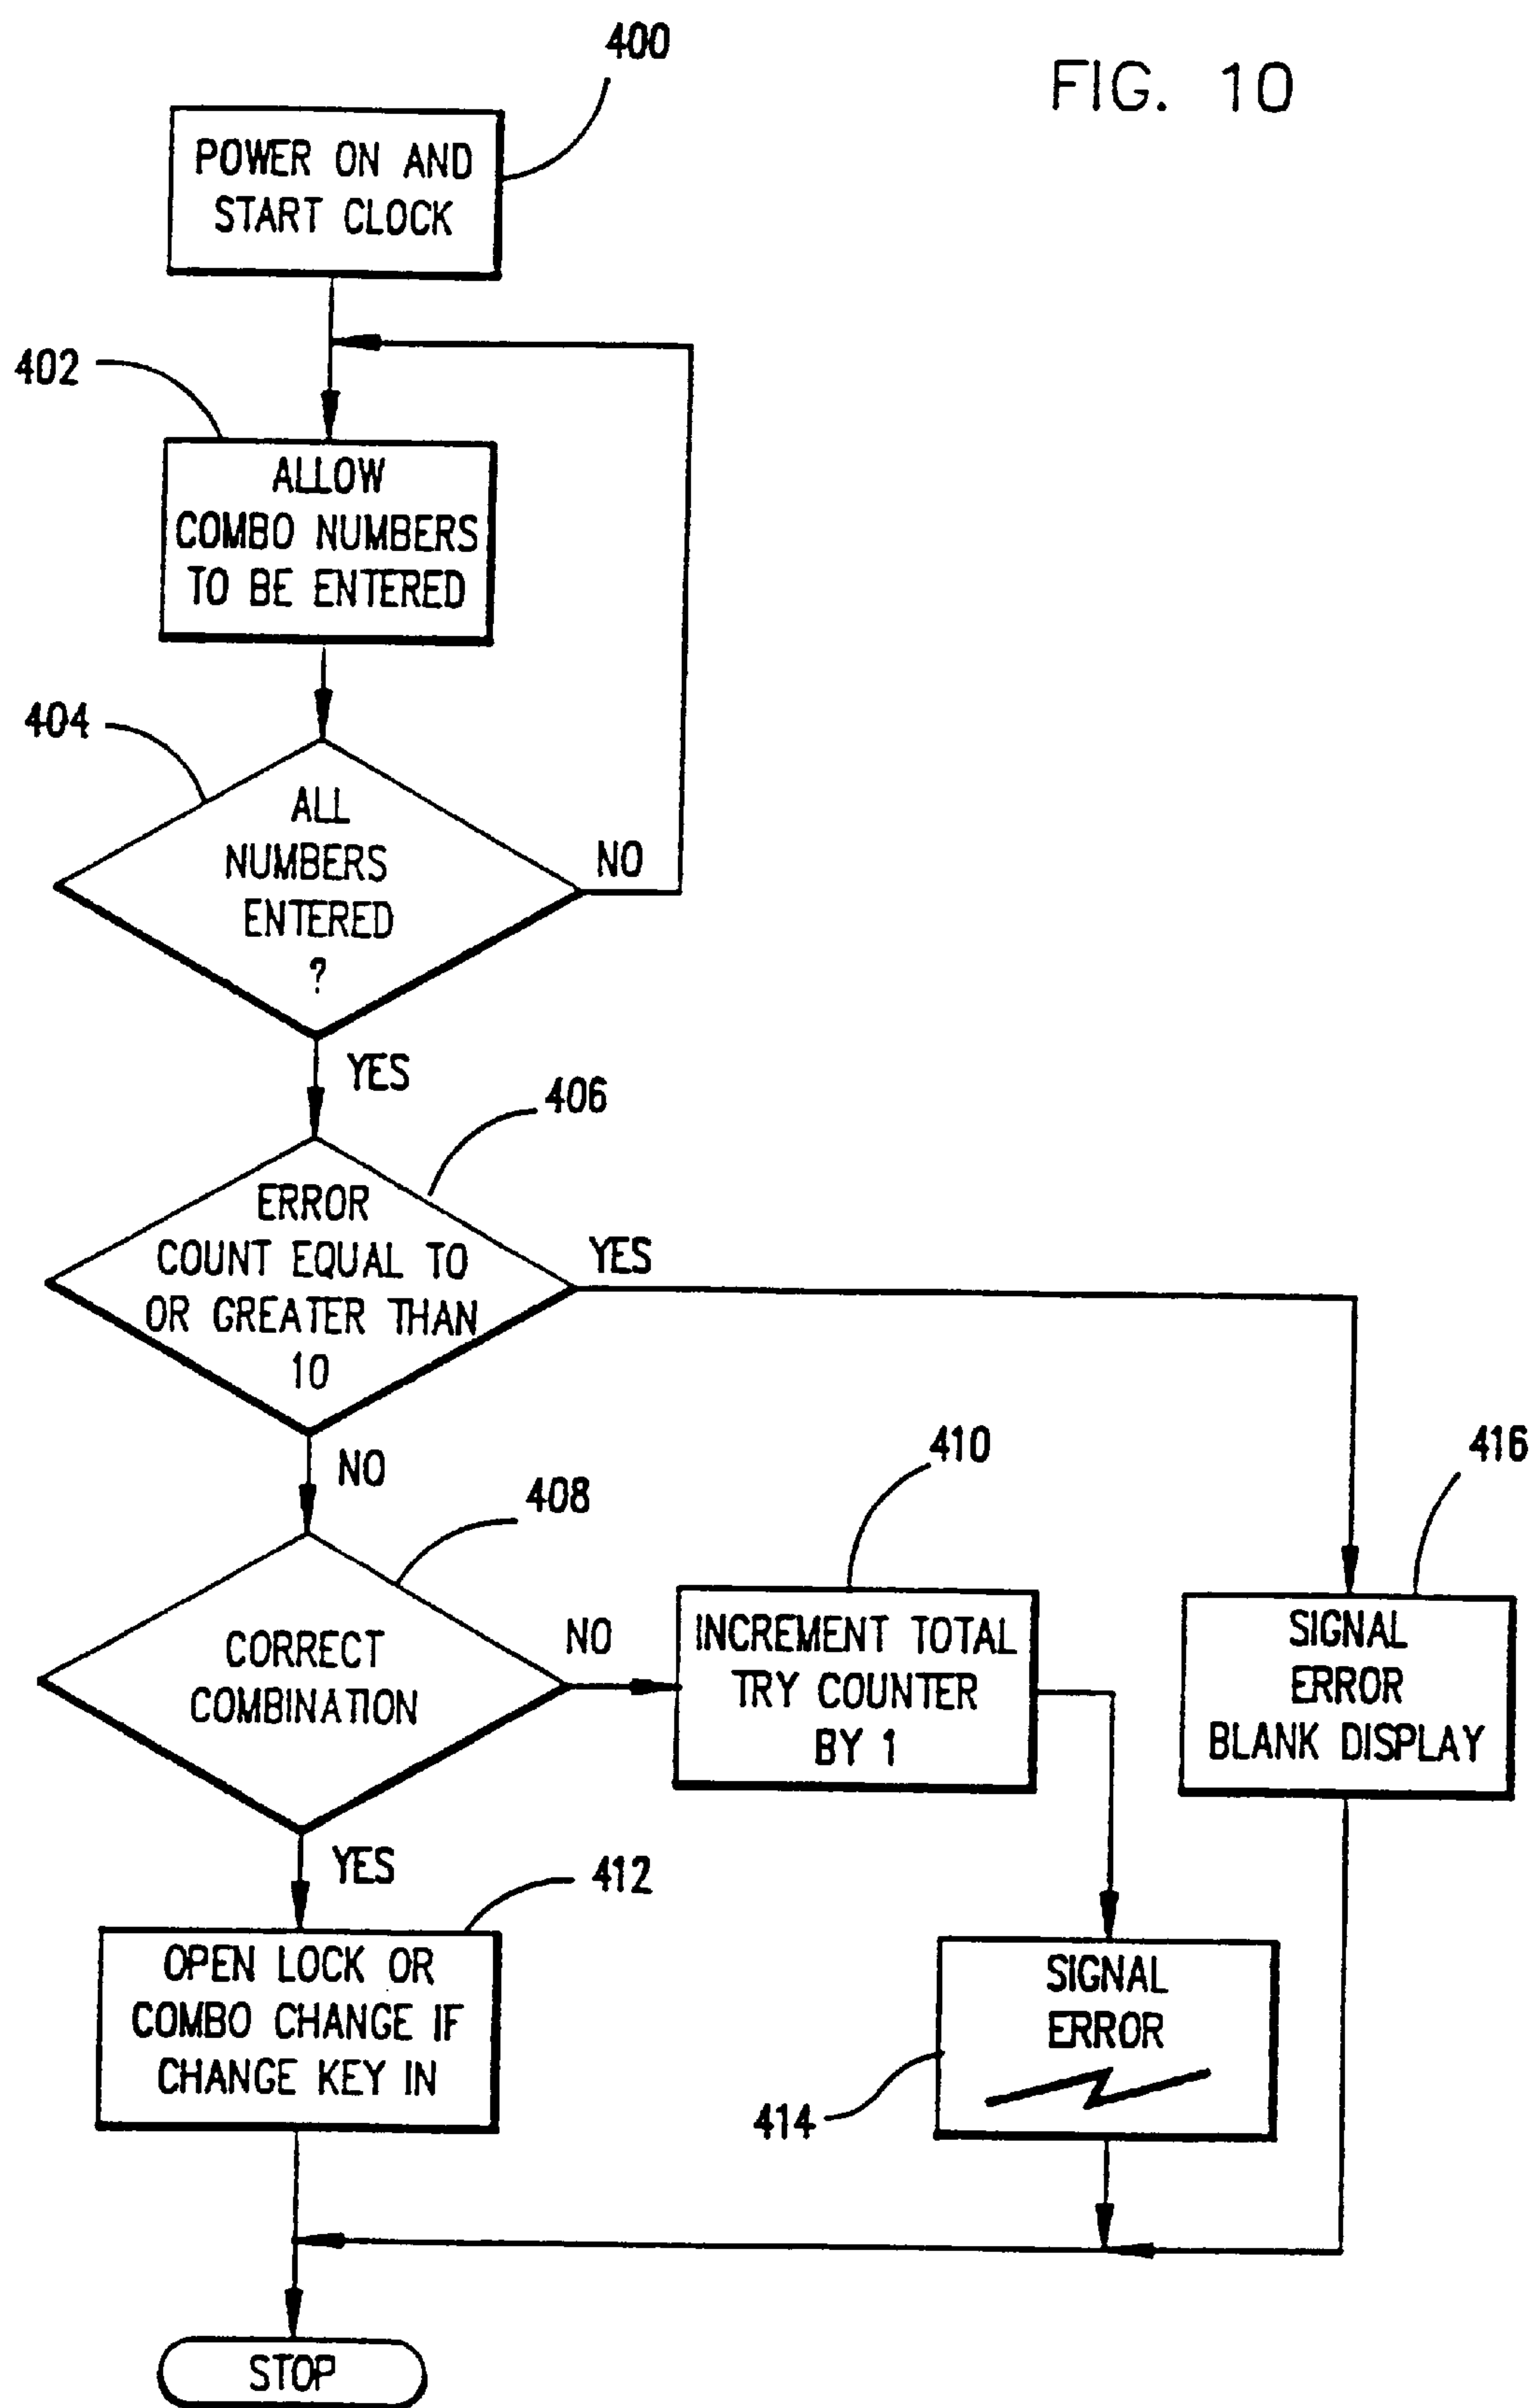 FIG. 10
400
POWER ON AND
START CLOCK
402
ALLOW
COMBO NUMBERS
TO BE ENTERED
404
ALL
NUMBERS
ENTERED
?
NO
YES
406
ERROR
COUNT EQUAL TO
OR GREATER THAN
10
YES
NO
408
CORRECT
COMBINATION
NO
410
INCREMENT TOTAL
TRY COUNTER
BY 1
416
SIGNAL
ERROR
BLANK DISPLAY
YES
412
OPEN LOCK OR
COMBO CHANGE IF
CHANGE KEY IN
SIGNAL
ERROR
414
STOP